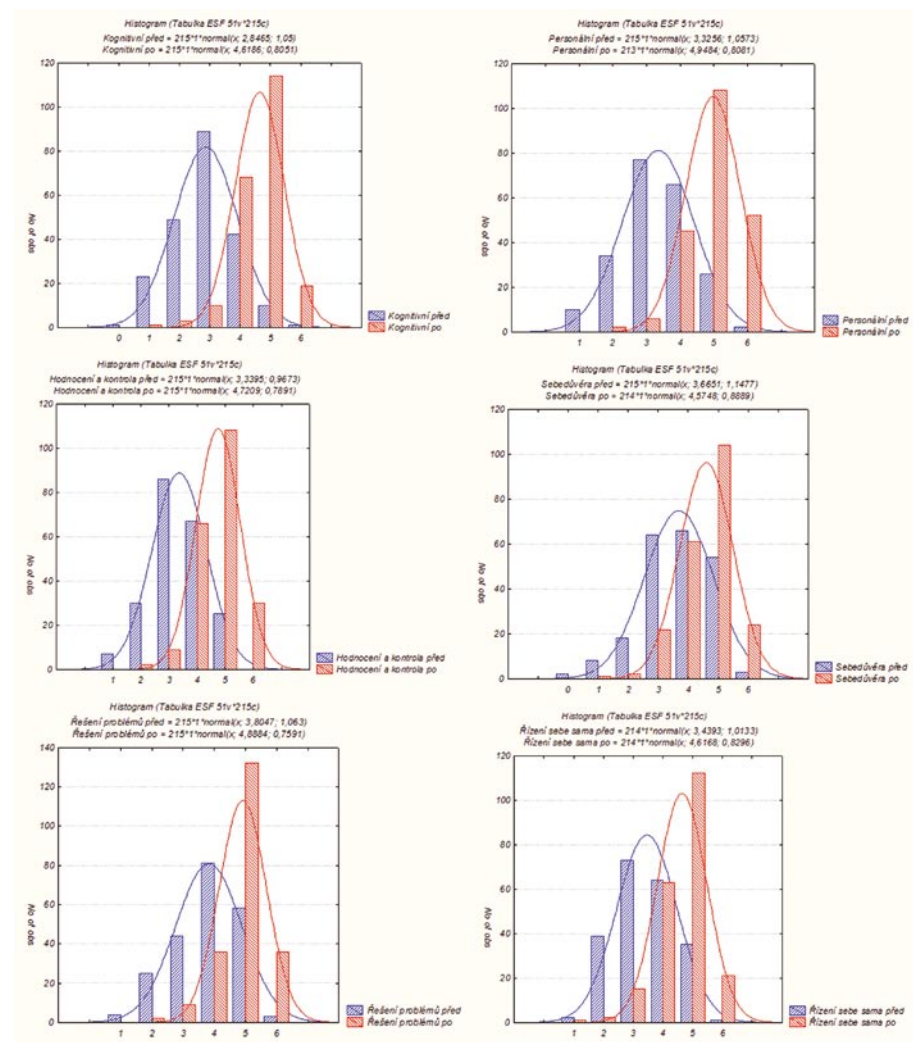 Histogram (Tabulka ESF 51v*215c)
Kognitivní před = 215*1*normal(x; 2,8465; 1,05)
Kognitivní po = 215*1*normal(x; 4,6186; 0,8051)
120
100
80
60
40
20
0
No of obs
0 1 2 3 4 5 6
Kognitivní před
Kognitivní po
Histogram (Tabulka ESF 51v*215c)
Personální před = 215*1*normal(x; 3,3256; 1,0573)
Personální po = 213*1*normal(x; 4,9484; 0,8081)
120
100
80
60
40
20
0
No of obs
1 2 3 4 5 6
Personální před
Personální po
Histogram (Tabulka ESF 51v*215c)
Hodnocení a kontrola před = 215*1*normal(x; 3,3395; 0,9673)
Hodnocení a kontrola po = 215*1*normal(x; 4,7209; 0,7891)
120
100
80
60
40
20
0
No of obs
1 2 3 4 5 6
Hodnocení a kontrola před
Hodnocení a kontrola po
Histogram (Tabulka ESF 51v*215c)
Sebedůvěra před = 215*1*normal(x; 3,6651; 1,1477)
Sebedůvěra po = 214*1*normal(x; 4,5748; 0,8889)
120
100
80
60
40
20
0
No of obs
0 1 2 3 4 5 6
Sebedůvěra před
Sebedůvěra po
Histogram (Tabulka ESF 51v*215c)
Řešení problémů před = 215*1*normal(x; 3,8047; 1,063)
Řešení problémů po = 215*1*normal(x; 4,8884; 0,7591)
140
120
100
80
60
40
20
0
No of obs
1 2 3 4 5 6
Řešení problémů před
Řešení problémů po
Histogram (Tabulka ESF 51v*215c)
Řízení sebe sama před = 214*1*normal(x; 3,4393; 1,0133)
Řízení sebe sama po = 214*1*normal(x; 4,6168; 0,8296)
120
100
80
60
40
20
0
No of obs
1 2 3 4 5 6
Řízení sebe sama před
Řízení sebe sama po